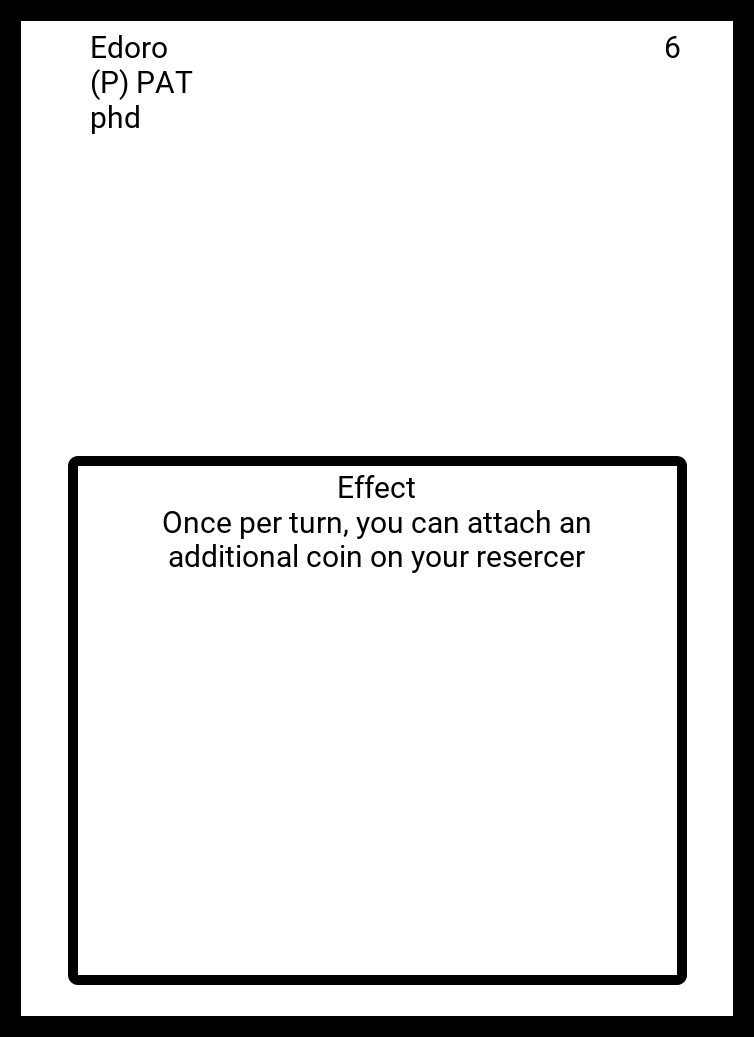 Edoro 6
(P) PAT
phd
Effect
Once per turn, you can attach an
additional coin on your resercer